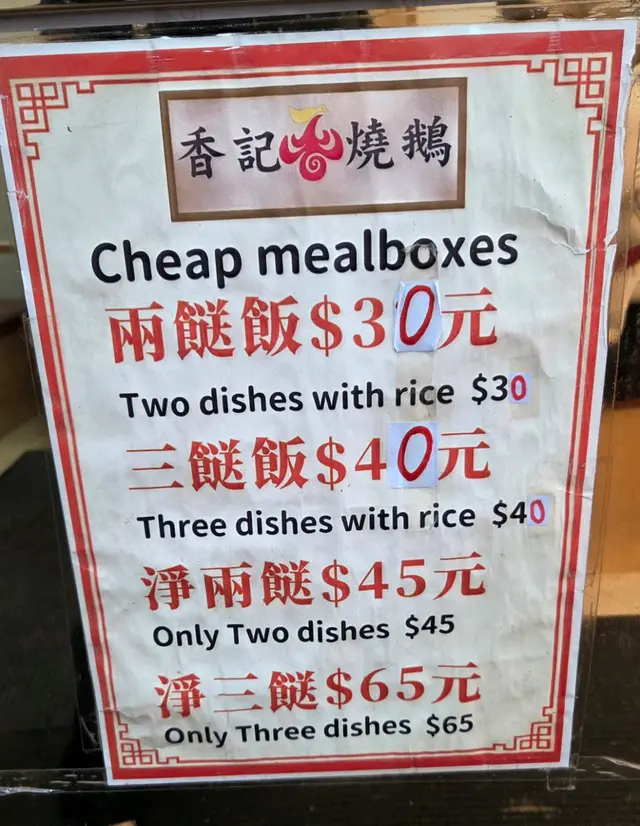 香記燒鵝
Cheap mealboxes
兩餸飯$30元
Two dishes with rice $30
三餸飯$40元
Three dishes with rice $40
淨兩餸$45元
Only Two dishes $45
淨三餸$65元
Only Three dishes $65